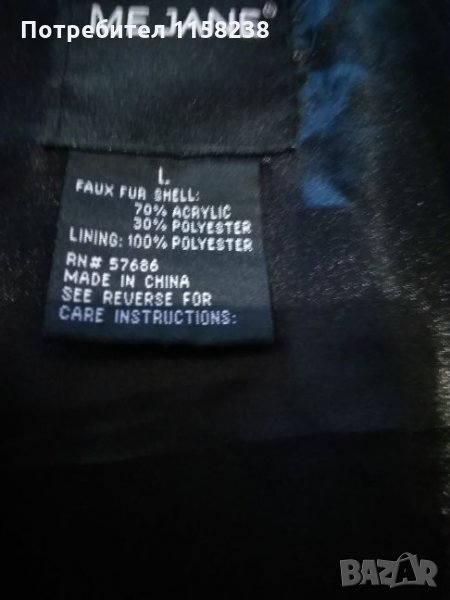 Потребител 1158238
ME JANE®
L
FAUX FUR SHELL:
70% ACRYLIC
30% POLYESTER
LINING: 100% POLYESTER
RN# 57686
MADE IN CHINA
SEE REVERSE FOR
CARE INSTRUCTIONS:
BAZAR